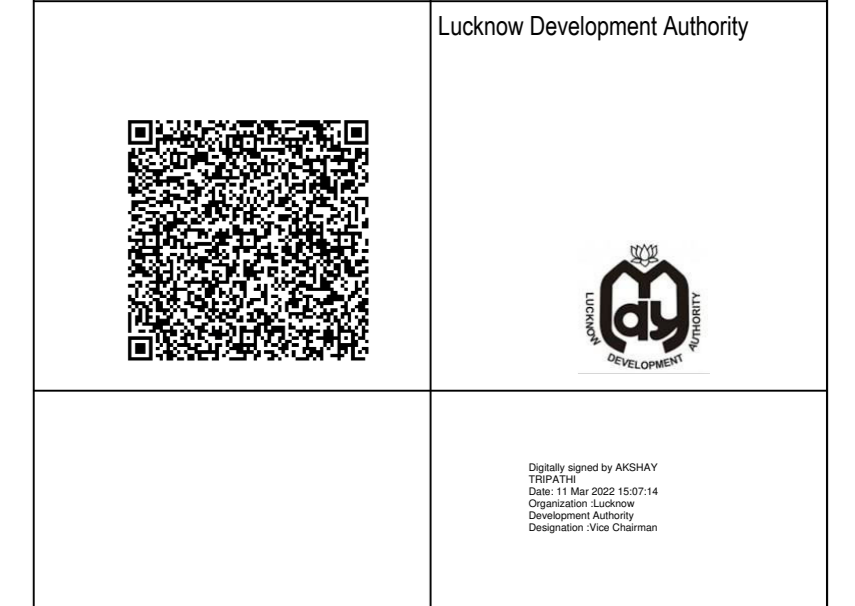 Lucknow Development Authority
LUCKNOW DEVELOPMENT AUTHORITY
Digitally signed by AKSHAY
TRIPATHI
Date: 11 Mar 2022 15:07:14
Organization :Lucknow
Development Authority
Designation :Vice Chairman